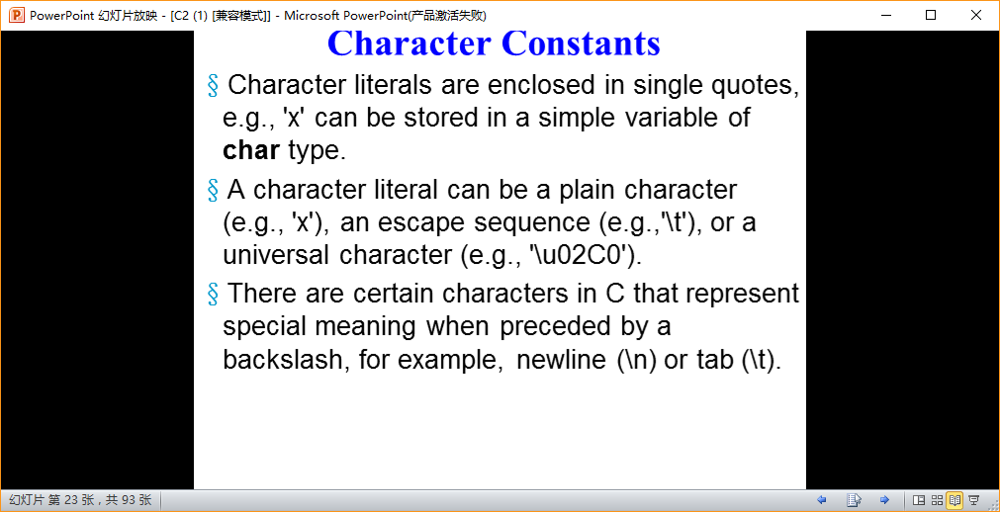 PowerPoint 幻灯片放映 - [C2 (1) [兼容模式]] - Microsoft PowerPoint(产品激活失败)
Character Constants
§ Character literals are enclosed in single quotes,
e.g., 'x' can be stored in a simple variable of
char type.
§ A character literal can be a plain character
(e.g., 'x'), an escape sequence (e.g.,'\t'), or a
universal character (e.g., '\u02C0').
§ There are certain characters in C that represent
special meaning when preceded by a
backslash, for example, newline (\n) or tab (\t).
幻灯片 第 23 张，共 93 张